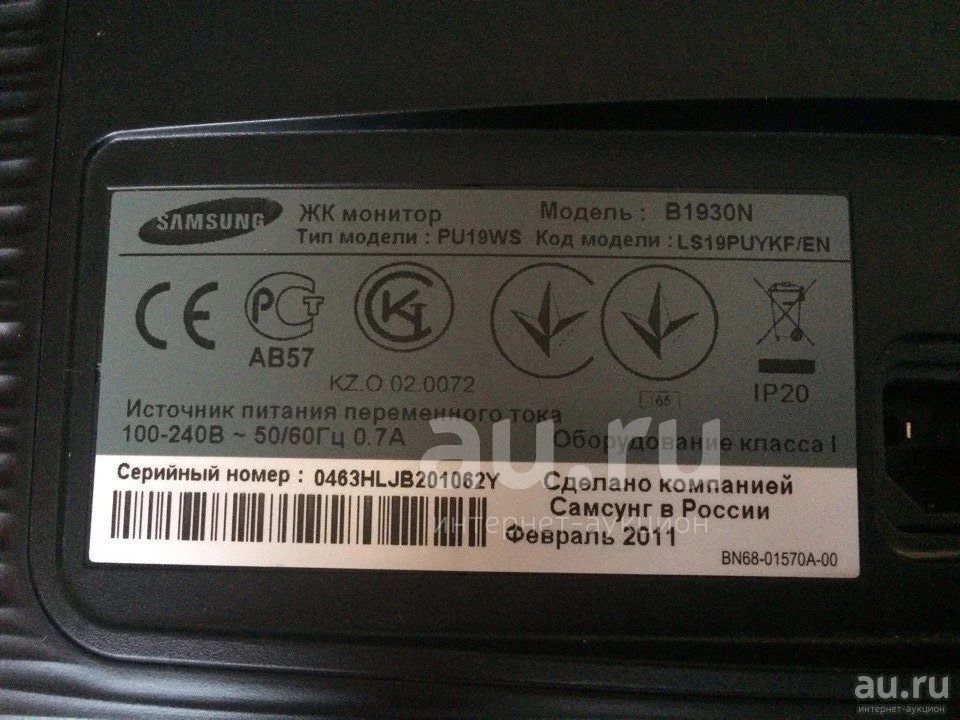 SAMSUNG
ЖК монитор
Модель : B1930N
Тип модели : PU19WS Код модели : LS19PUYKF/EN
CE
РСТ
АВ57
KZ.O.02.0072
IP20
Источник питания переменного тока
100-240В ~ 50/60Гц 0.7А
Оборудование класса I
Серийный номер : 0463HLJB201062Y
Сделано компанией
Самсунг в России
Февраль 2011
BN68-01570A-00
au.ru
интернет-аукцион
au.ru
интернет-аукцион